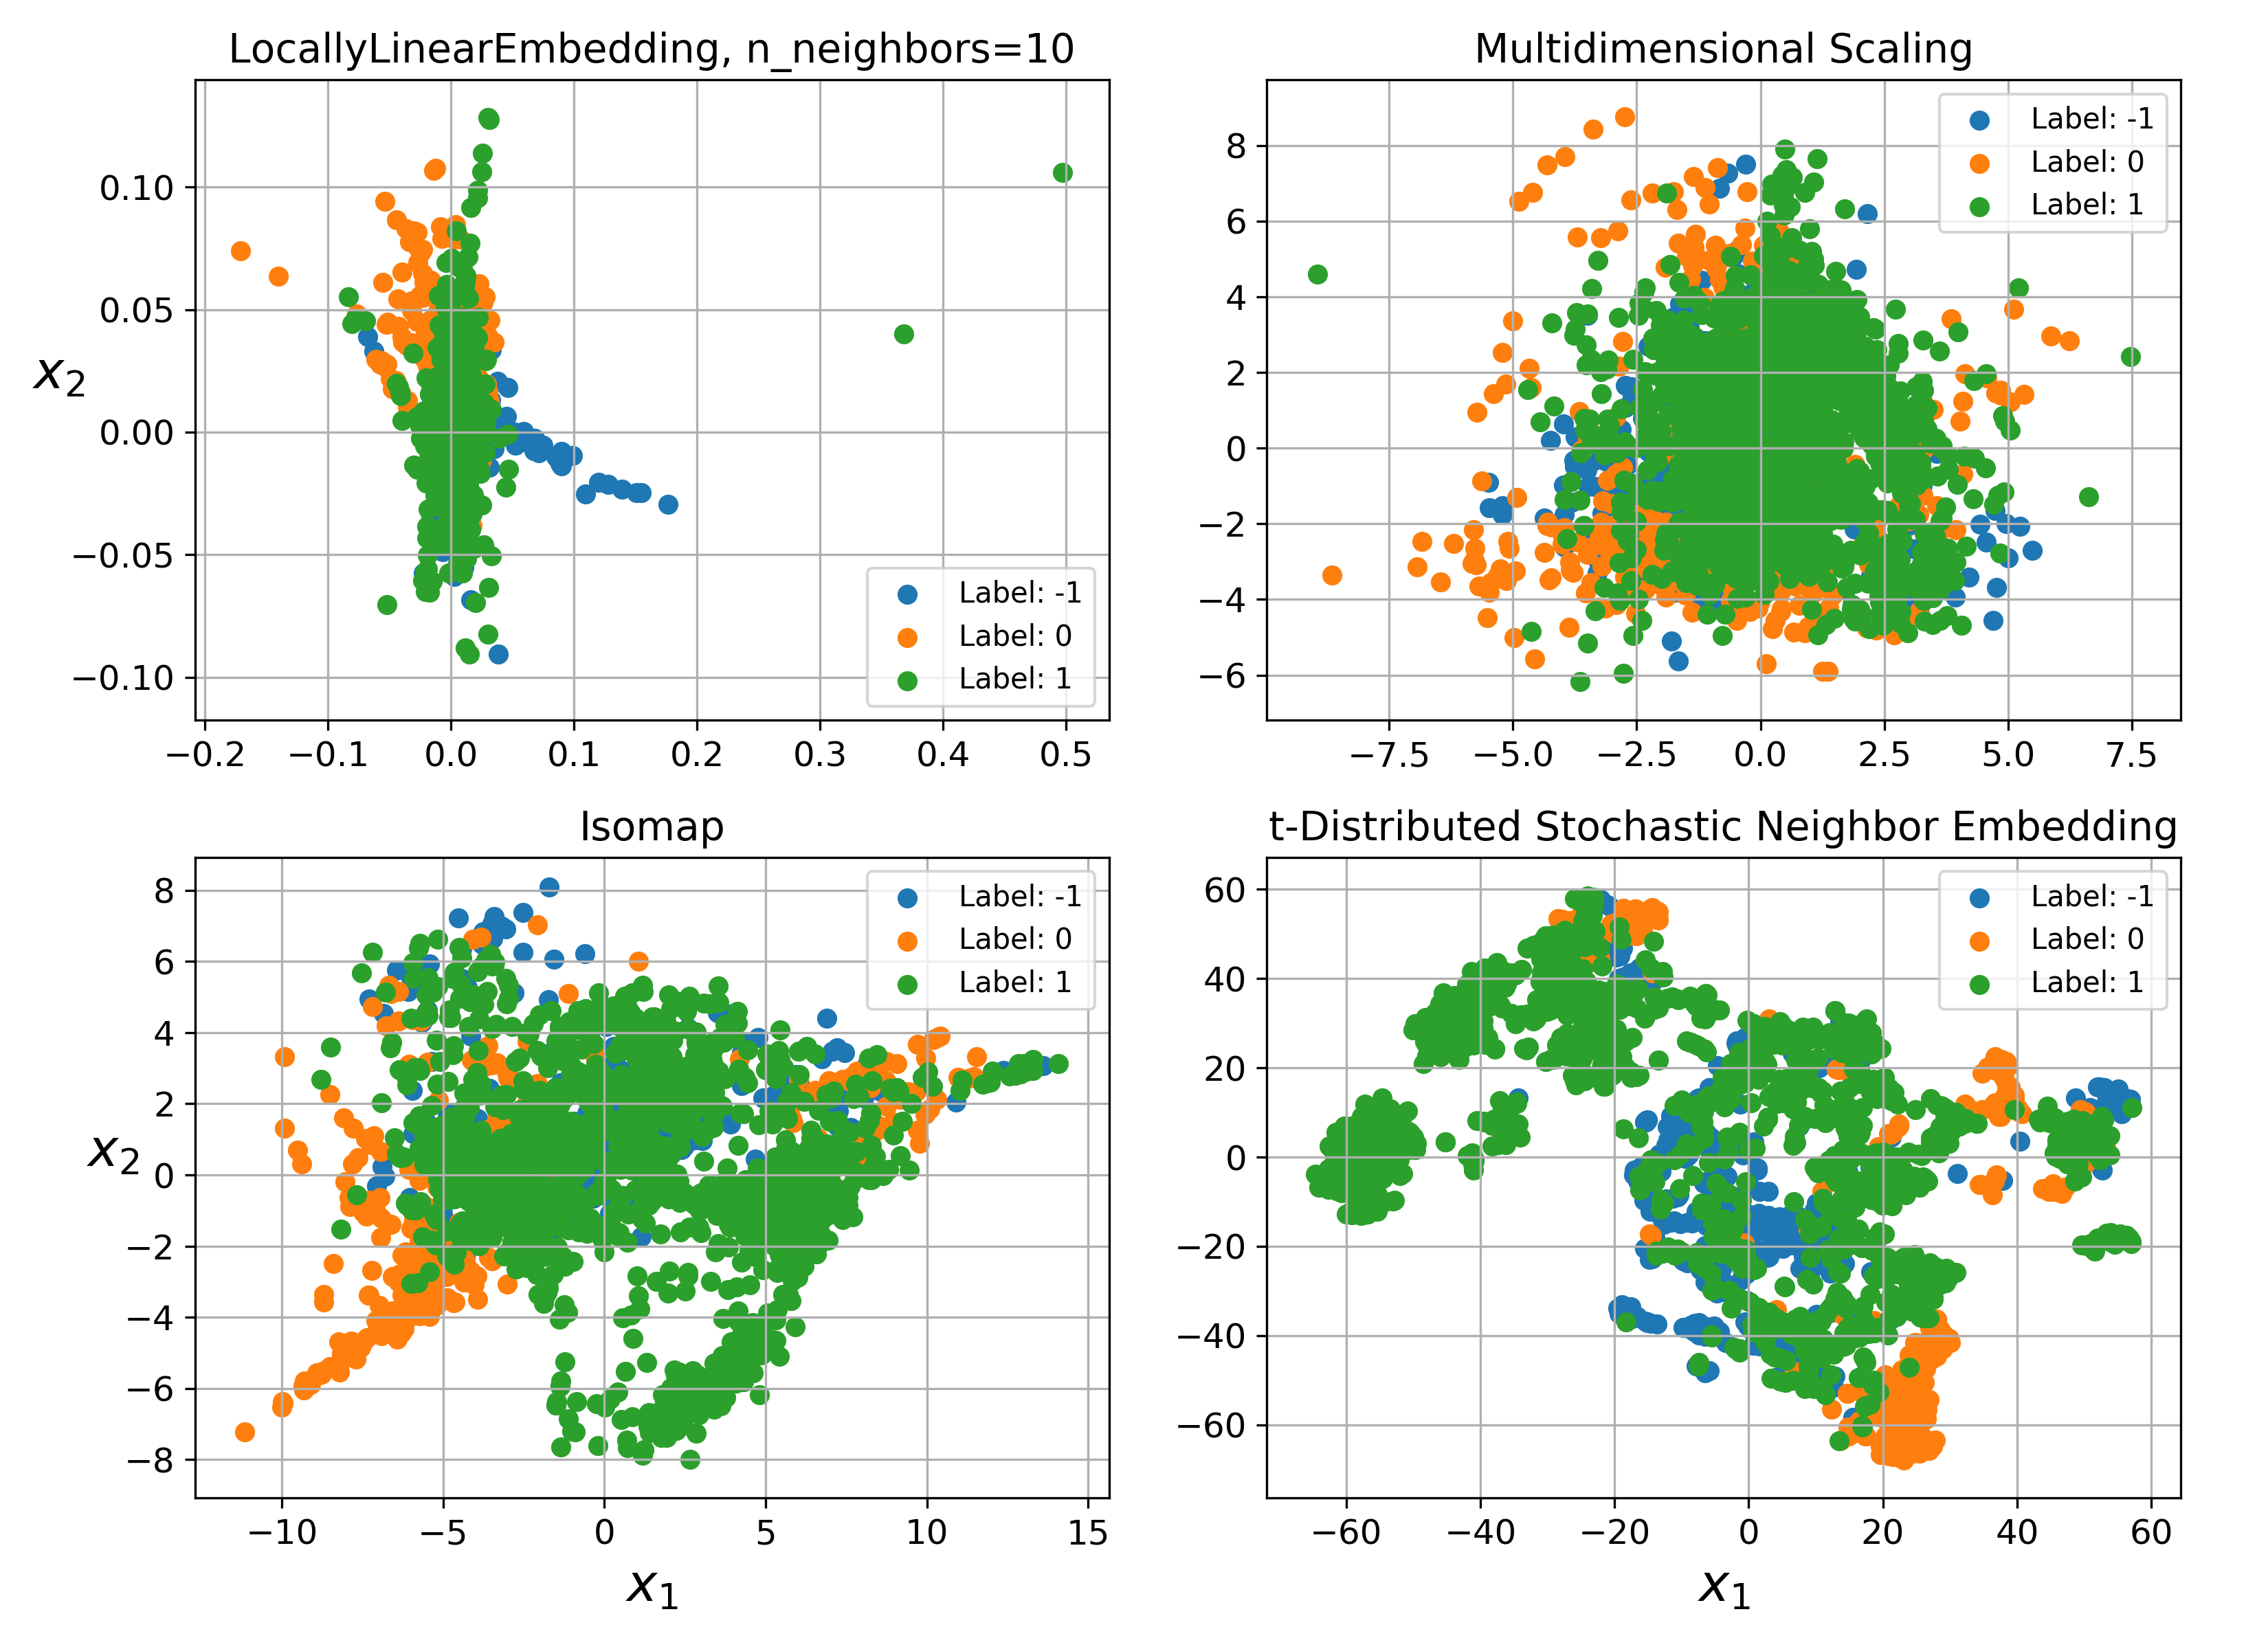 LocallyLinearEmbedding, n_neighbors=10
x₂
0.10
0.05
0.00
−0.05
−0.10
−0.2 −0.1 0.0 0.1 0.2 0.3 0.4 0.5
Label: -1
Label: 0
Label: 1
Multidimensional Scaling
8
6
4
2
0
−2
−4
−6
−7.5 −5.0 −2.5 0.0 2.5 5.0 7.5
Label: -1
Label: 0
Label: 1
Isomap
x₂
8
6
4
2
0
−2
−4
−6
−8
−10 −5 0 5 10 15
x₁
Label: -1
Label: 0
Label: 1
t-Distributed Stochastic Neighbor Embedding
60
40
20
0
−20
−40
−60
−60 −40 −20 0 20 40 60
x₁
Label: -1
Label: 0
Label: 1